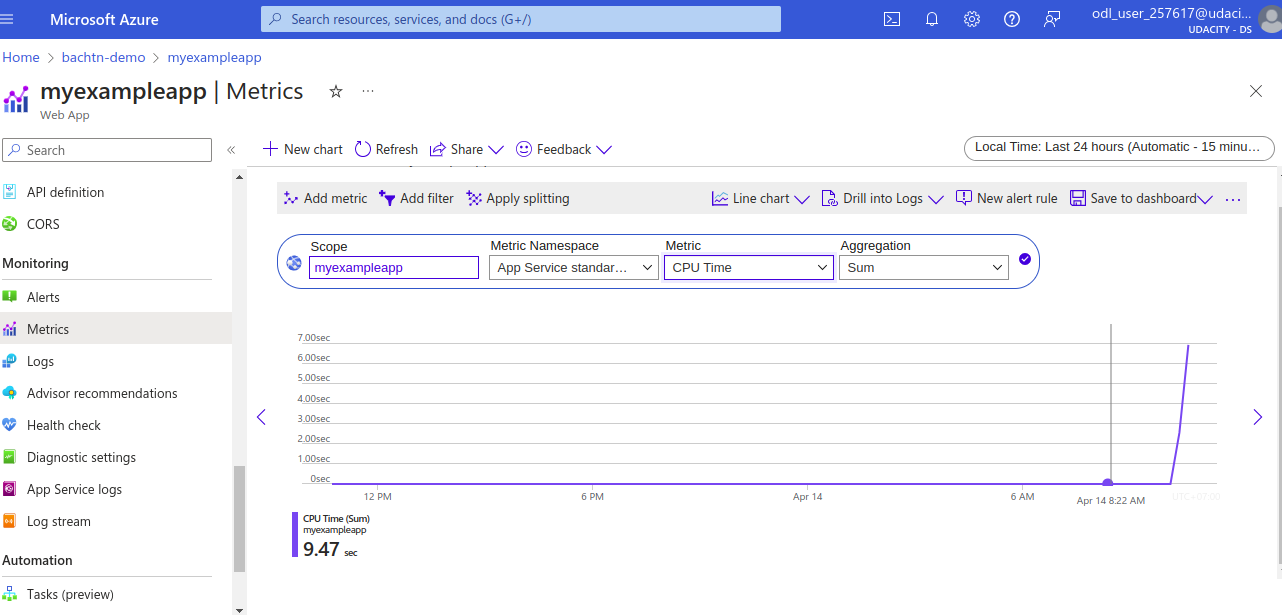 Microsoft Azure
Search resources, services, and docs (G+/)
odl_user_257617@udaci...
UDACITY - DS
Home > bachtn-demo > myexampleapp
myexampleapp | Metrics
Web App
Search
«
New chart
Refresh
Share
Feedback
Local Time: Last 24 hours (Automatic - 15 minu...
API definition
CORS
Monitoring
Alerts
Metrics
Logs
Advisor recommendations
Health check
Diagnostic settings
App Service logs
Log stream
Automation
Tasks (preview)
Add metric
Add filter
Apply splitting
Line chart
Drill into Logs
New alert rule
Save to dashboard
...
Scope
myexampleapp
Metric Namespace
App Service standar...
Metric
CPU Time
Aggregation
Sum
7.00sec
6.00sec
5.00sec
4.00sec
3.00sec
2.00sec
1.00sec
0sec
12 PM
6 PM
Apr 14
6 AM
Apr 14 8:22 AM
CPU Time (Sum)
myexampleapp
9.47 sec